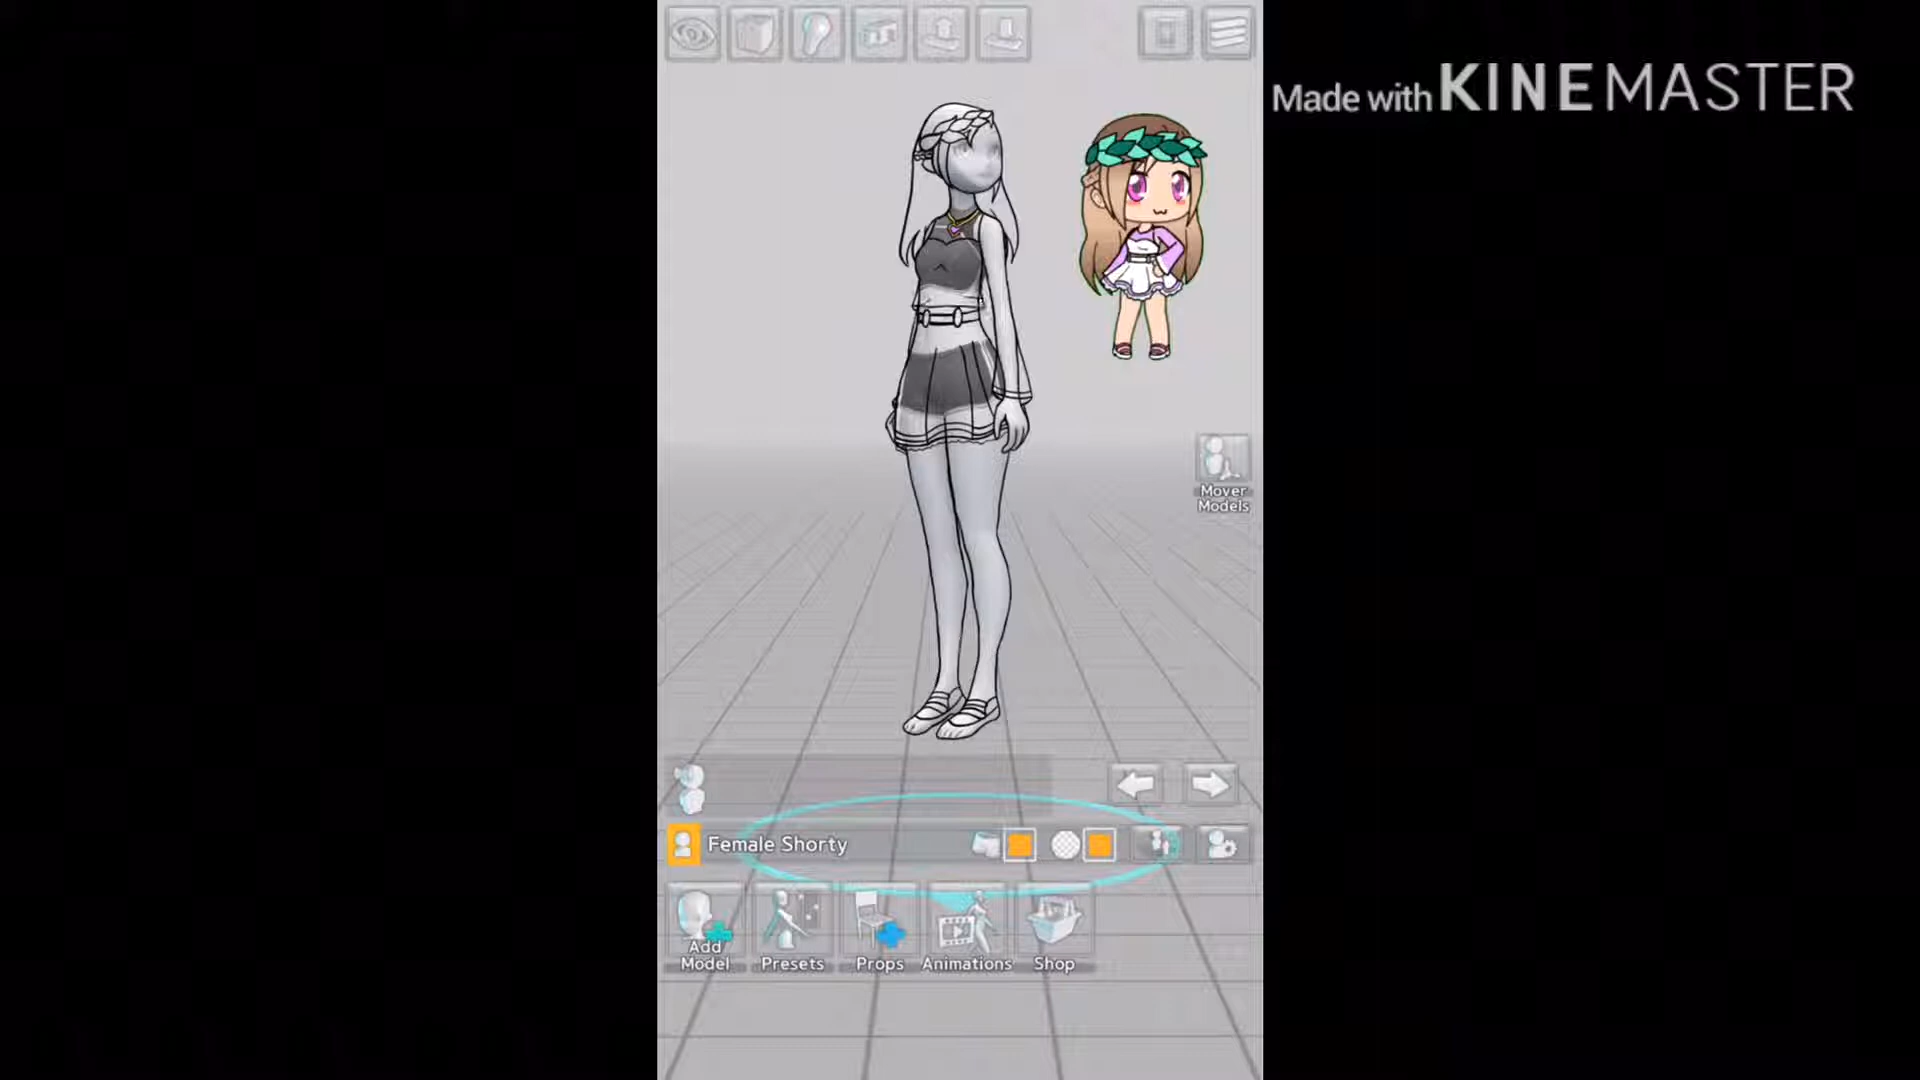 Made with KINEMASTER
Mover
Models
Female Shorty
Add
Model
Presets
Props
Animations
Shop